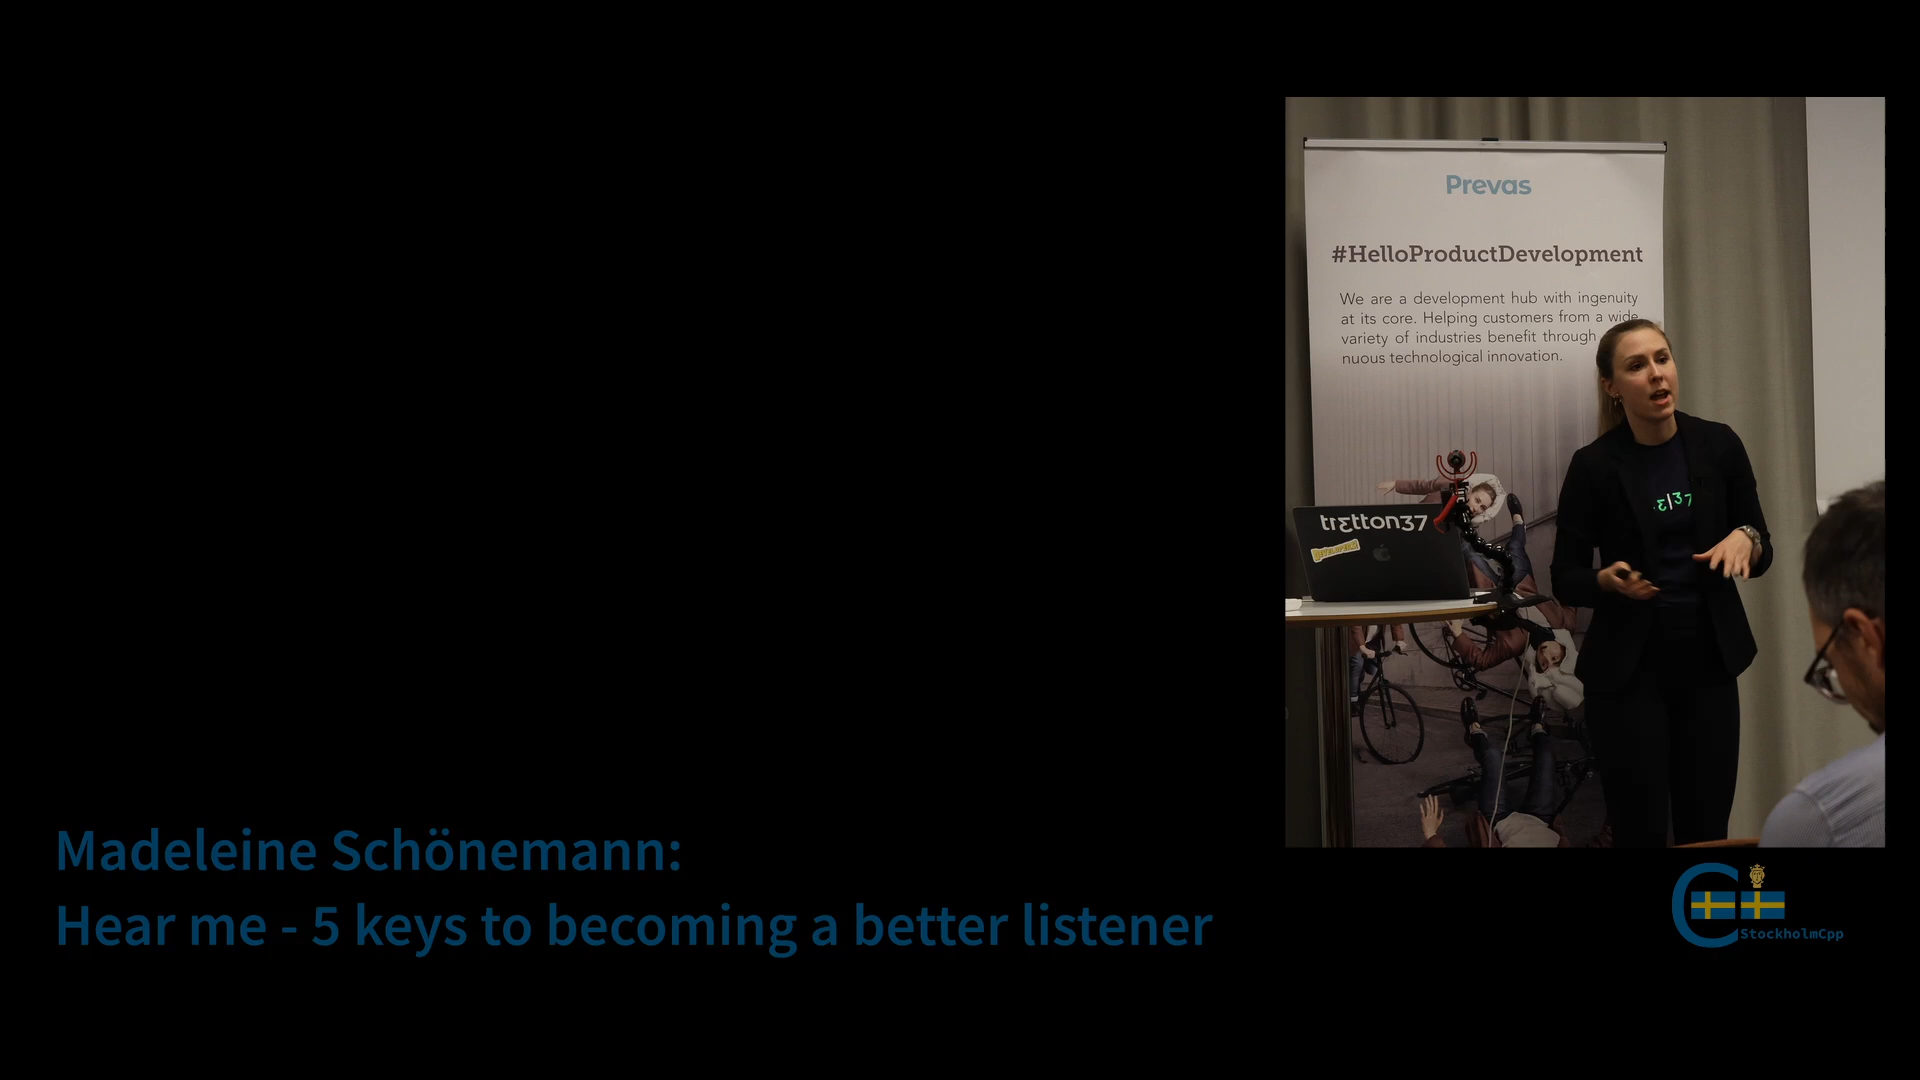 Prevas
#HelloProductDevelopment
We are a development hub with ingenuity
at its core. Helping customers from a wide
variety of industries benefit through
nuous technological innovation.
tretton37
Madeleine Schönemann:
Hear me - 5 keys to becoming a better listener
StockholmCpp